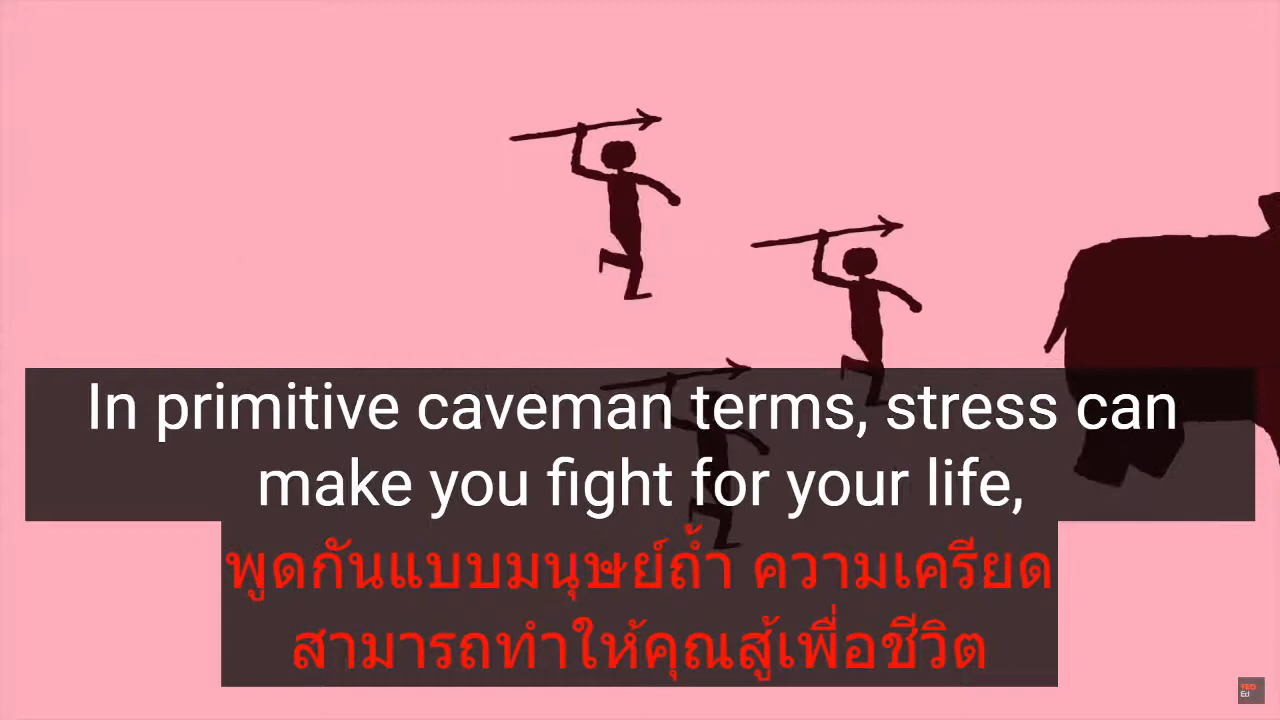 In primitive caveman terms, stress can
make you fight for your life,
พูดกันแบบมนุษย์ถ้ำ ความเครียด
สามารถทำให้คุณสู้เพื่อชีวิต
TED
Ed